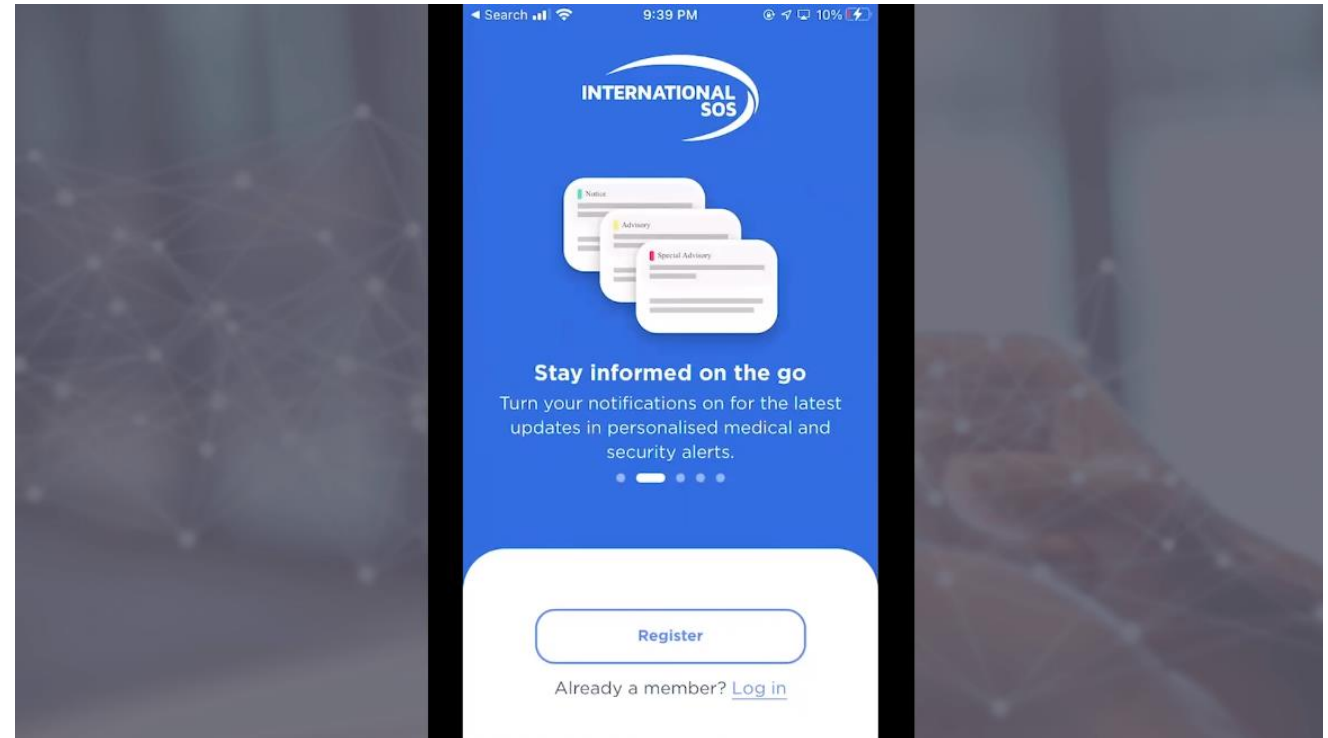 Search 9:39 PM 10%
INTERNATIONAL
SOS
Notice
Advisory
Special Advisory
Stay informed on the go
Turn your notifications on for the latest
updates in personalised medical and
security alerts.
Register
Already a member? Log in